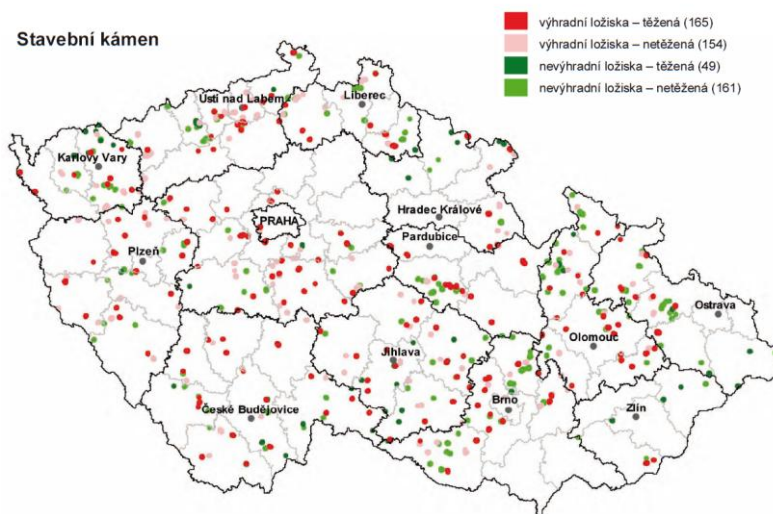 Stavební kámen
výhradní ložiska – těžená (165)
výhradní ložiska – netěžená (154)
nevýhradní ložiska – těžená (49)
nevýhradní ložiska – netěžená (161)
Ústí nad Labem
Liberec
Karlovy Vary
Hradec Králové
PRAHA
Pardubice
Plzeň
Ostrava
Olomouc
Jihlava
Brno
Zlín
České Budějovice